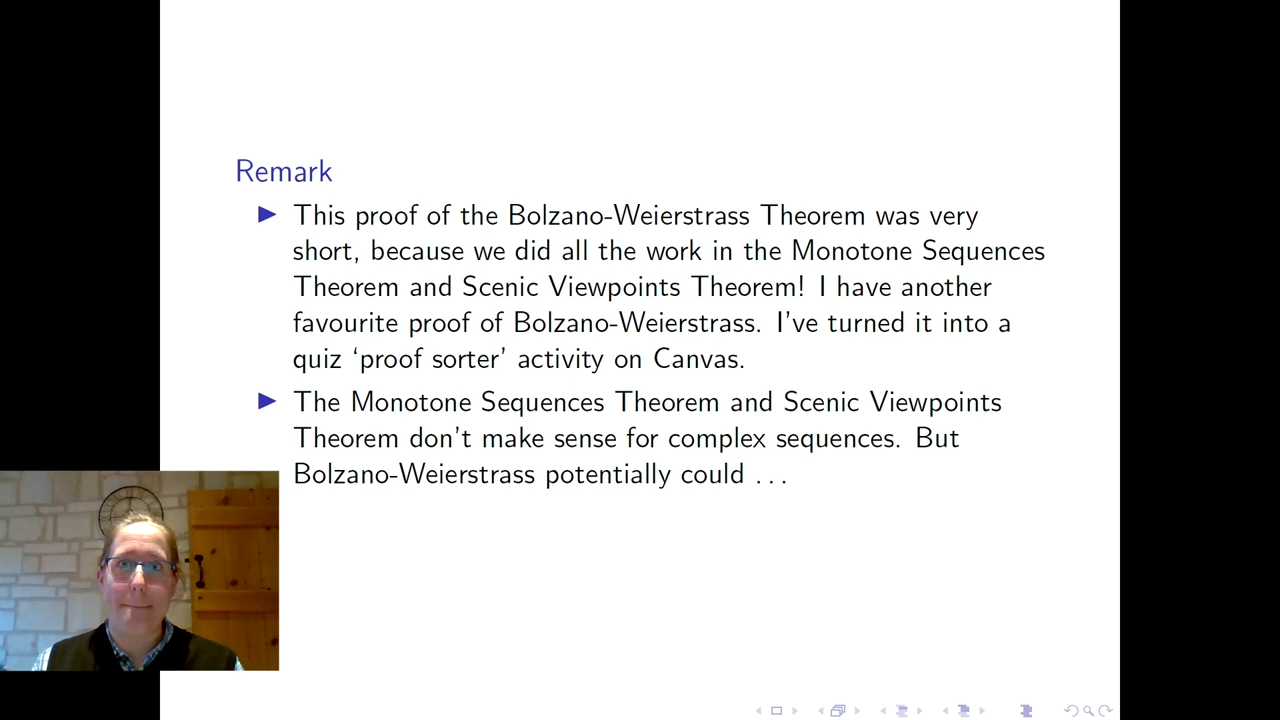 Remark
This proof of the Bolzano-Weierstrass Theorem was very
short, because we did all the work in the Monotone Sequences
Theorem and Scenic Viewpoints Theorem! I have another
favourite proof of Bolzano-Weierstrass. I've turned it into a
quiz ‘proof sorter’ activity on Canvas.
The Monotone Sequences Theorem and Scenic Viewpoints
Theorem don't make sense for complex sequences. But
Bolzano-Weierstrass potentially could ...